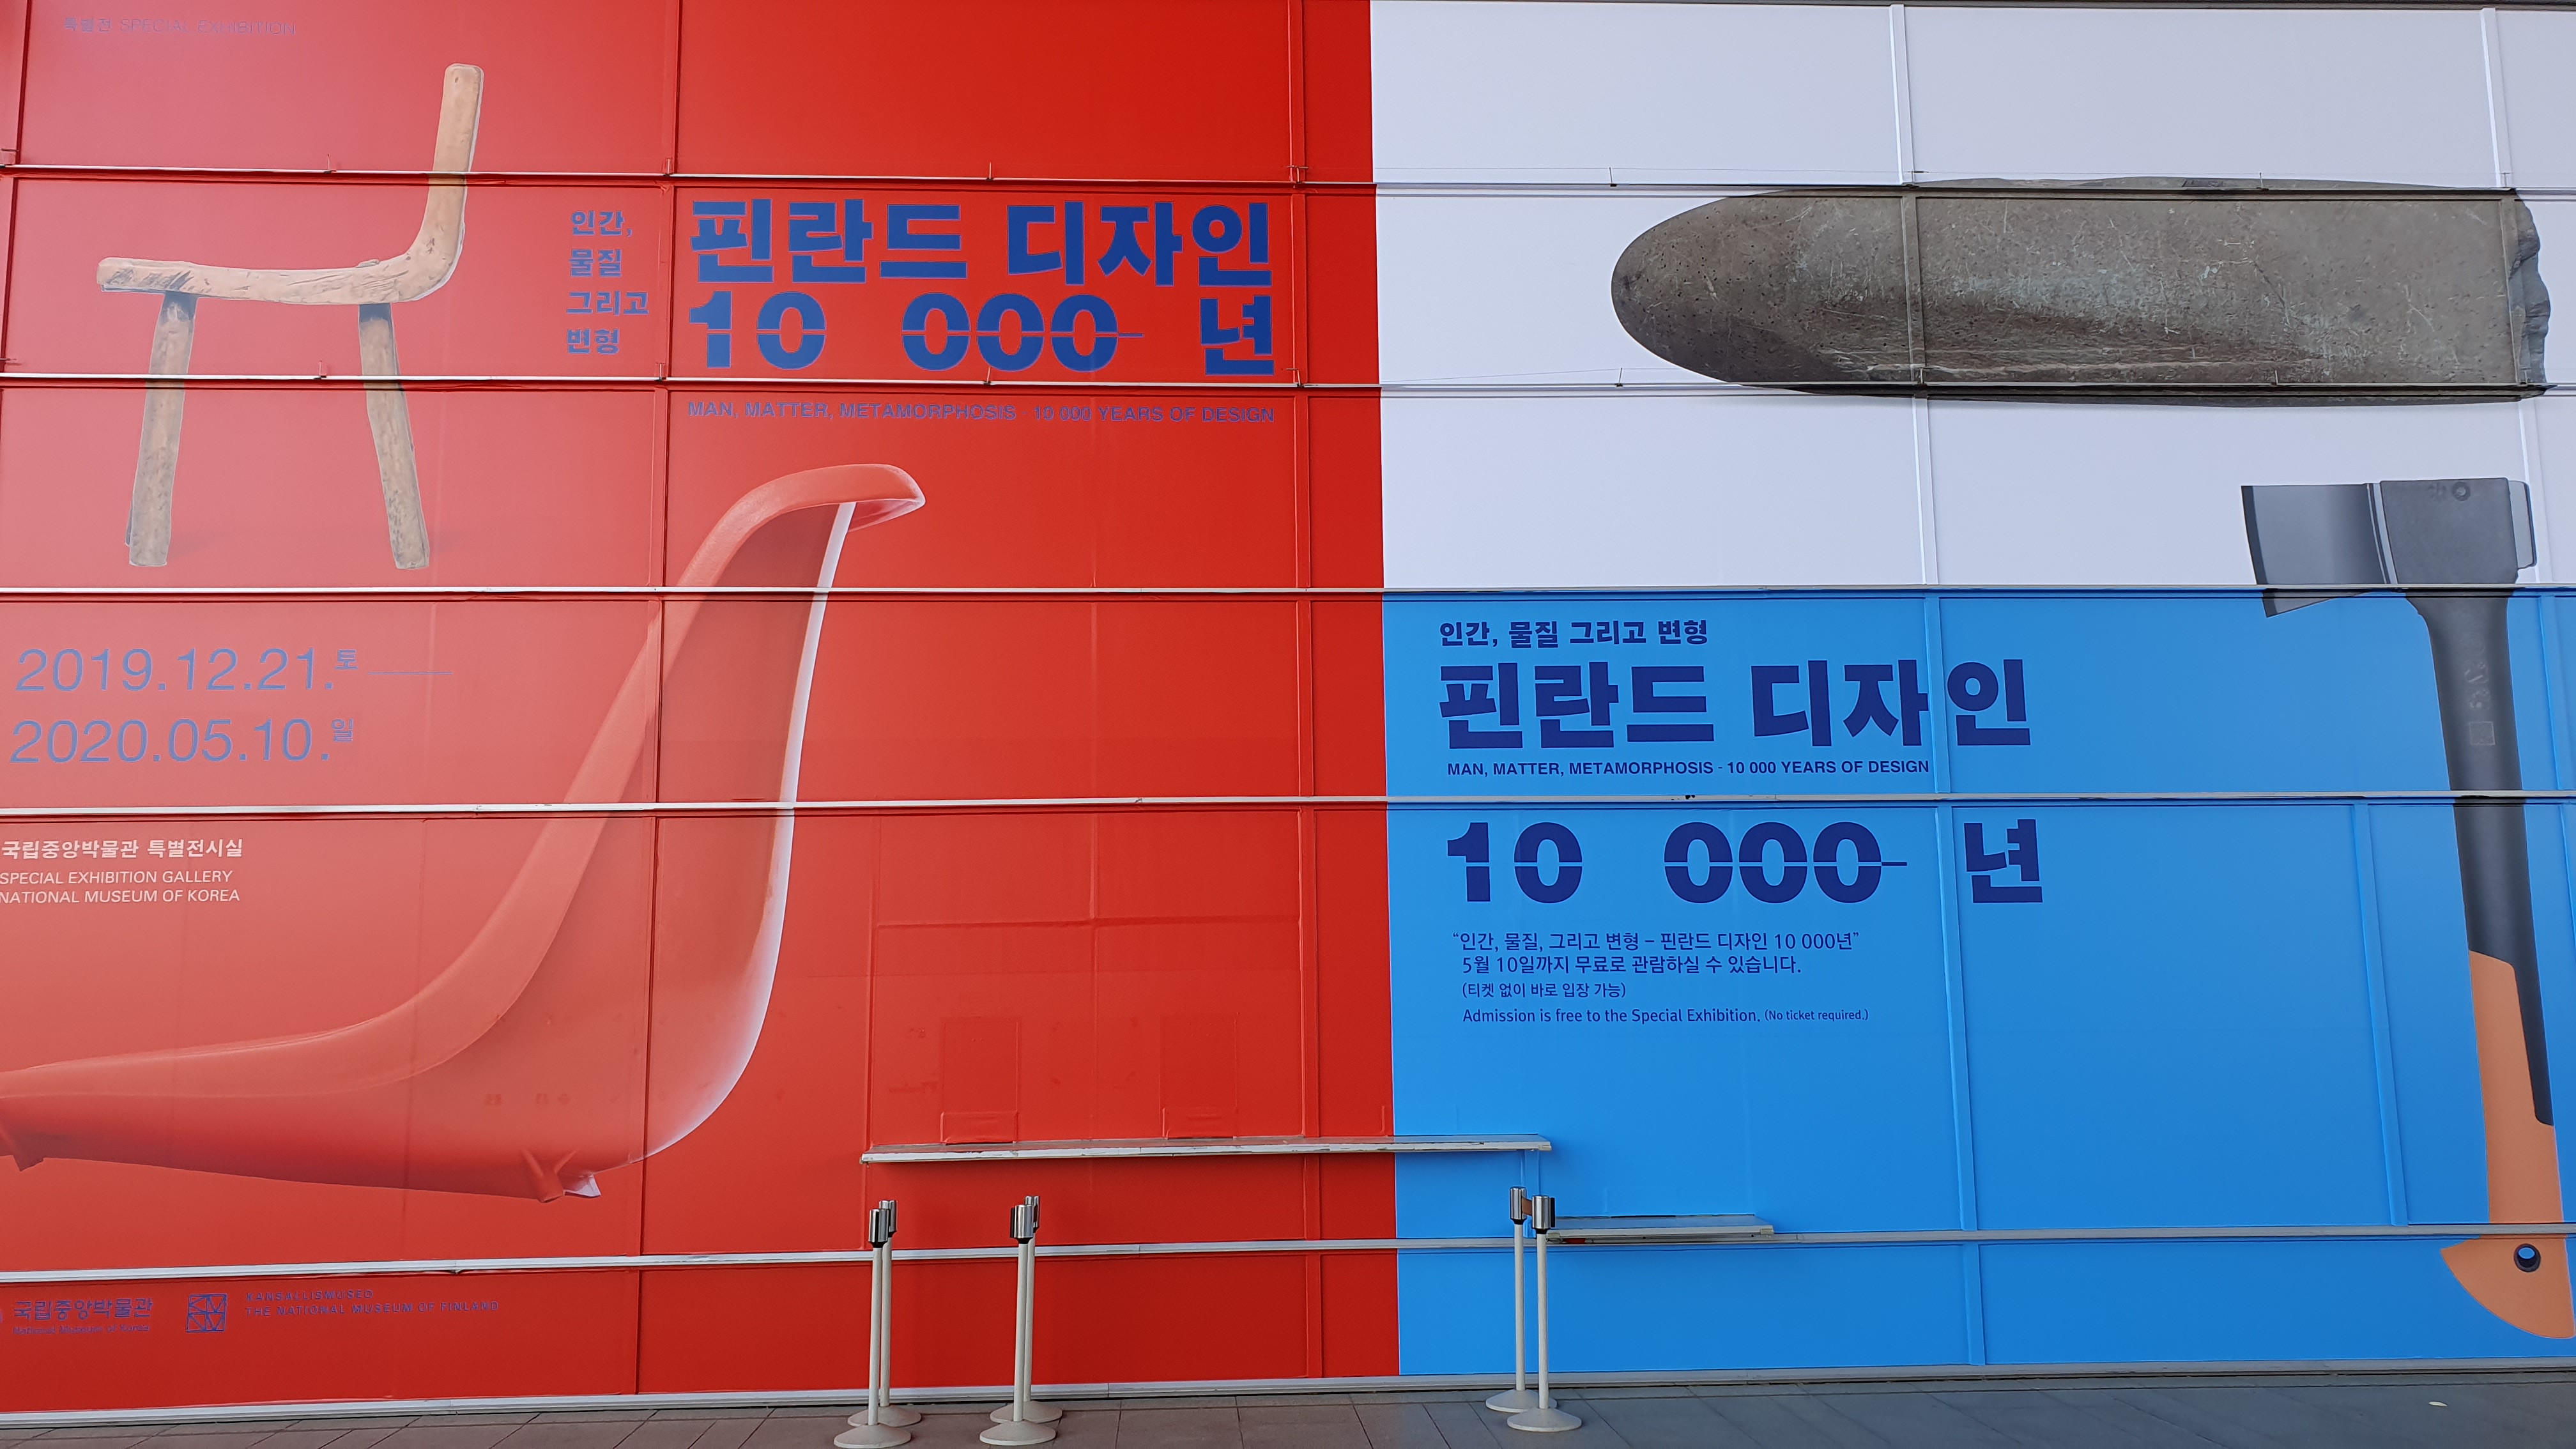 특별전 SPECIAL EXHIBITION
인간,
물질
그리고
변형
핀란드 디자인
10 000 년
MAN, MATTER, METAMORPHOSIS - 10 000 YEARS OF DESIGN
2019.12.21.토
2020.05.10.일
국립중앙박물관 특별전시실
SPECIAL EXHIBITION GALLERY
NATIONAL MUSEUM OF KOREA
국립중앙박물관
KANSALLISMUSEO
THE NATIONAL MUSEUM OF FINLAND
인간, 물질 그리고 변형
핀란드 디자인
MAN, MATTER, METAMORPHOSIS - 10 000 YEARS OF DESIGN
10 000 년
“인간, 물질, 그리고 변형 – 핀란드 디자인 10 000년”
5월 10일까지 무료로 관람하실 수 있습니다.
(티켓 없이 바로 입장 가능)
Admission is free to the Special Exhibition. (No ticket required.)